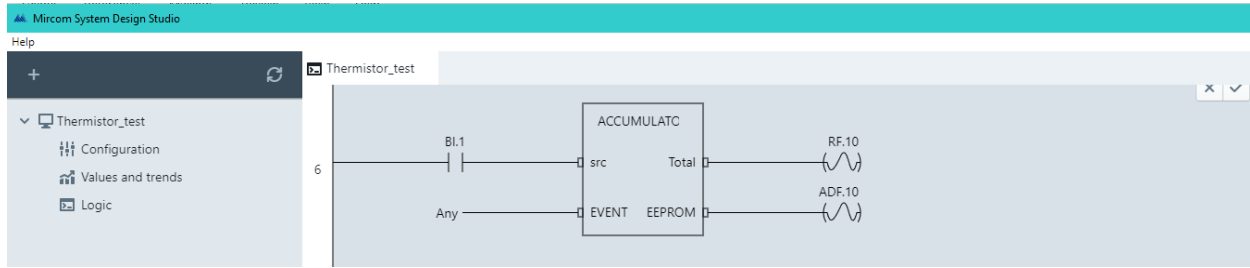 Mircom System Design Studio
Help
Thermistor_test
Thermistor_test
Configuration
Values and trends
Logic
6
BI.1
ACCUMULATC
src
Total
RF.10
Any
EVENT
EEPROM
ADF.10